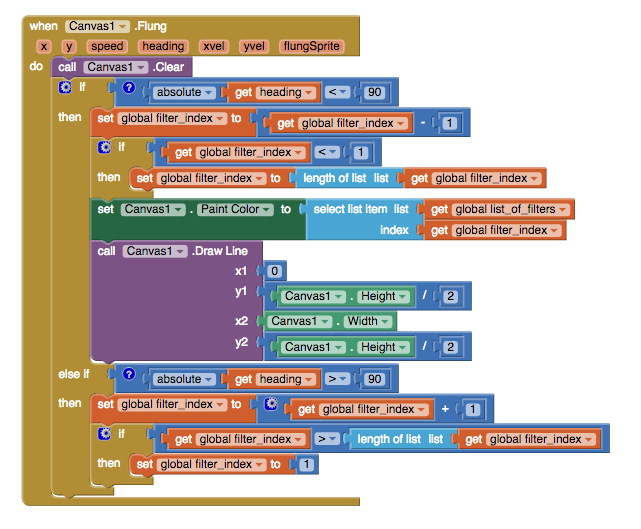 when Canvas1 .Flung
x y speed heading xvel yvel flungSprite
do call Canvas1 .Clear
if absolute get heading < 90
then set global filter_index to get global filter_index - 1
if get global filter_index < 1
then set global filter_index to length of list list get global filter_index
set Canvas1 . Paint Color to select list item list get global list_of_filters
index get global filter_index
call Canvas1 .Draw Line
x1 0
y1 Canvas1 . Height / 2
x2 Canvas1 . Width
y2 Canvas1 . Height / 2
else if absolute get heading > 90
then set global filter_index to get global filter_index + 1
if get global filter_index > length of list list get global filter_index
then set global filter_index to 1